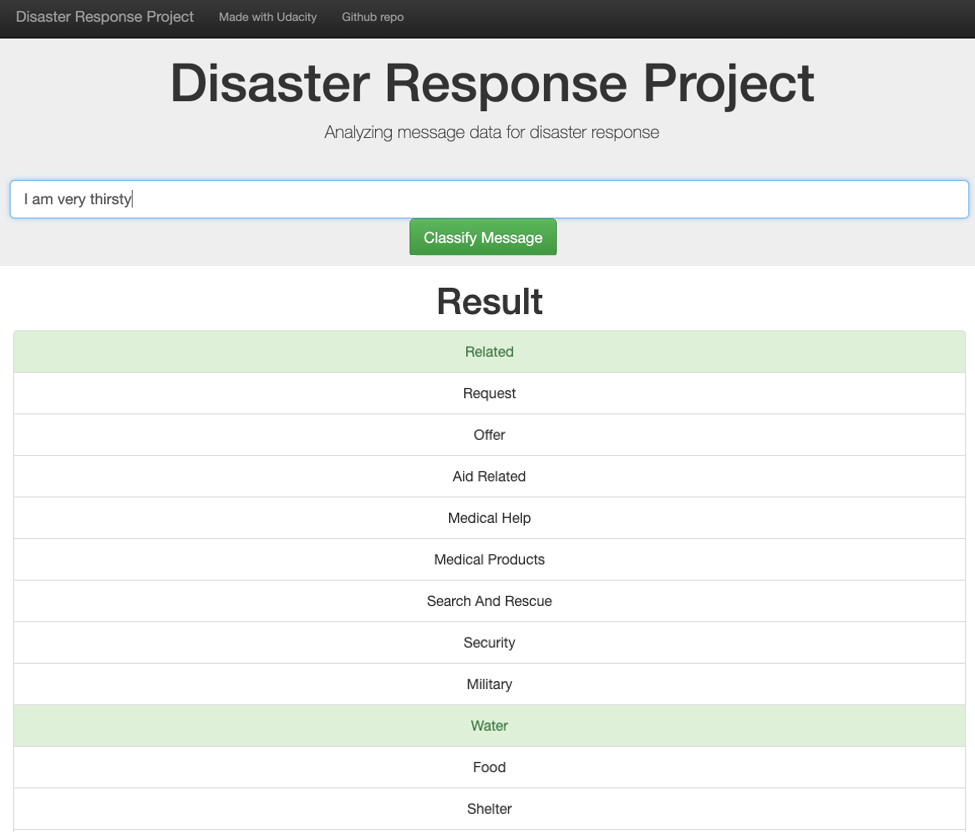 Disaster Response Project Made with Udacity Github repo
Disaster Response Project
Analyzing message data for disaster response
I am very thirsty
Classify Message
Result
Related
Request
Offer
Aid Related
Medical Help
Medical Products
Search And Rescue
Security
Military
Water
Food
Shelter